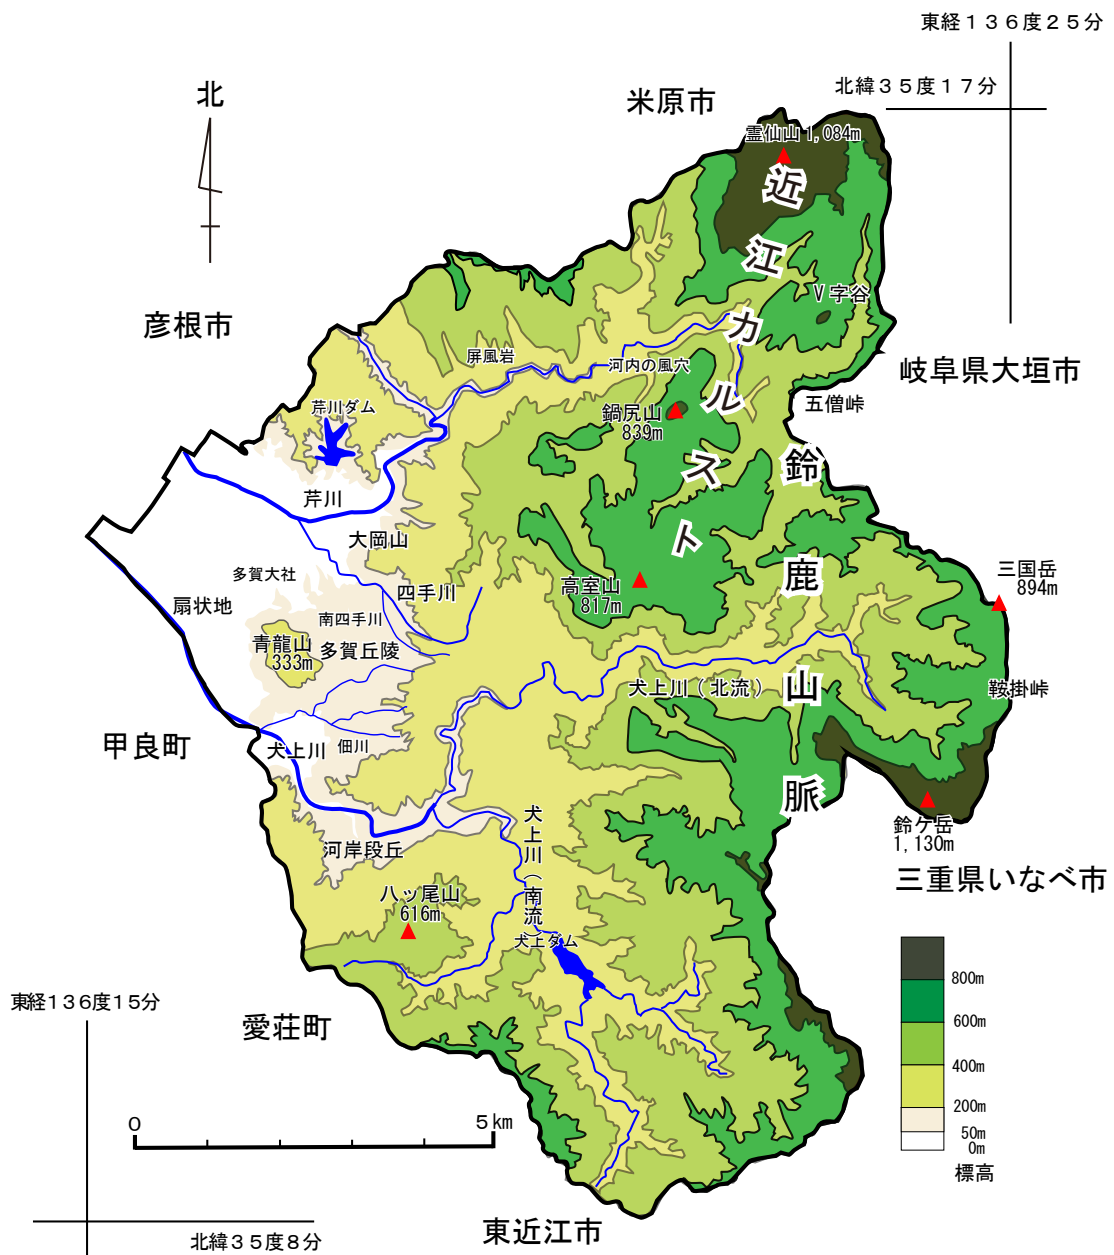 東経１３６度２５分
北緯３５度１７分
北
米原市
霊仙山 1,084m
近江カルスト
V字谷
彦根市
屏風岩
河内の風穴
岐阜県大垣市
五僧峠
芹川ダム
鍋尻山
839m
鈴鹿山脈
芹川
大岡山
多賀大社
四手川
高室山
817m
三国岳
894m
扇状地
南四手川
青龍山
333m
多賀丘陵
犬上川（北流）
鞍掛峠
甲良町
犬上川
佃川
犬上川（南流）
鈴ケ岳
1,130m
河岸段丘
三重県いなべ市
八ッ尾山
616m
犬上ダム
800m
600m
400m
200m
50m
0m
標高
東経１３６度１５分
愛荘町
0
5km
東近江市
北緯３５度８分